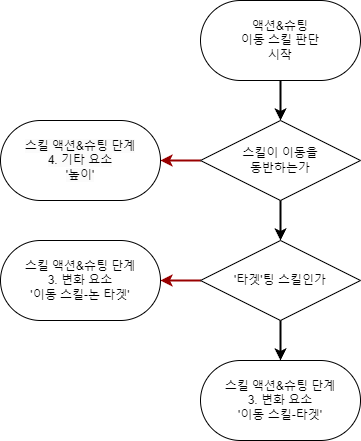 액션&슈팅
이동 스킬 판단
시작
스킬 액션&슈팅 단계
4. 기타 요소
'높이'
스킬이 이동을
동반하는가
스킬 액션&슈팅 단계
3. 변화 요소
'이동 스킬-논 타겟'
'타겟'팅 스킬인가
스킬 액션&슈팅 단계
3. 변화 요소
'이동 스킬-타겟'